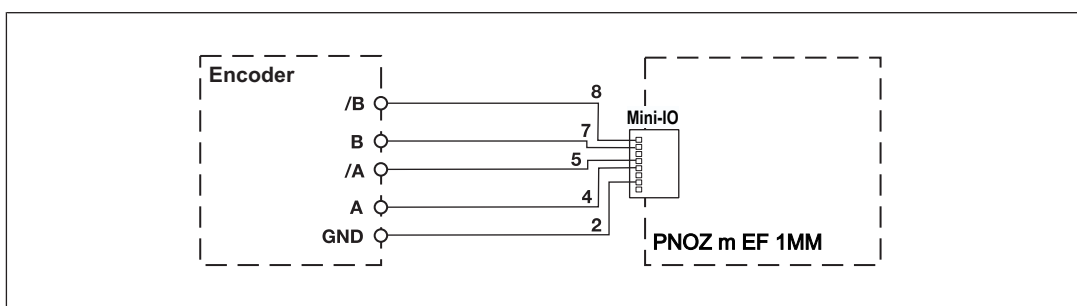 Encoder
8
/B
Mini-IO
7
B
5
/A
4
A
2
GND
PNOZ m EF 1MM